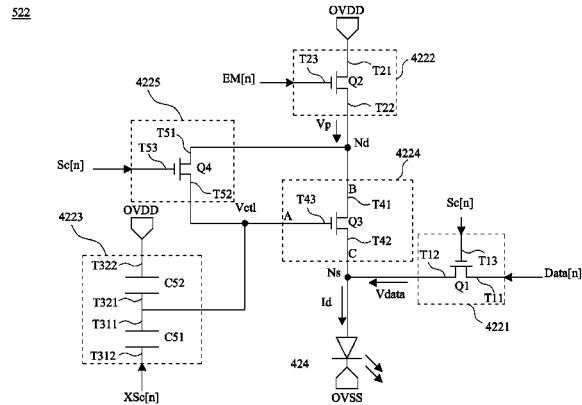 522
OVDD
T23
T21
4222
EM[n]
Q2
T22
4225
Vp
Nd
T51
T53
Q4
Sc[n]
T52
4224
B
T43
T41
Vctl
A
Q3
T42
C
Sc[n]
4223
OVDD
T322
C52
T321
T311
C51
T312
XSc[n]
Ns
T12
T13
Data[n]
Q1
T11
Vdata
Id
4221
424
OVSS